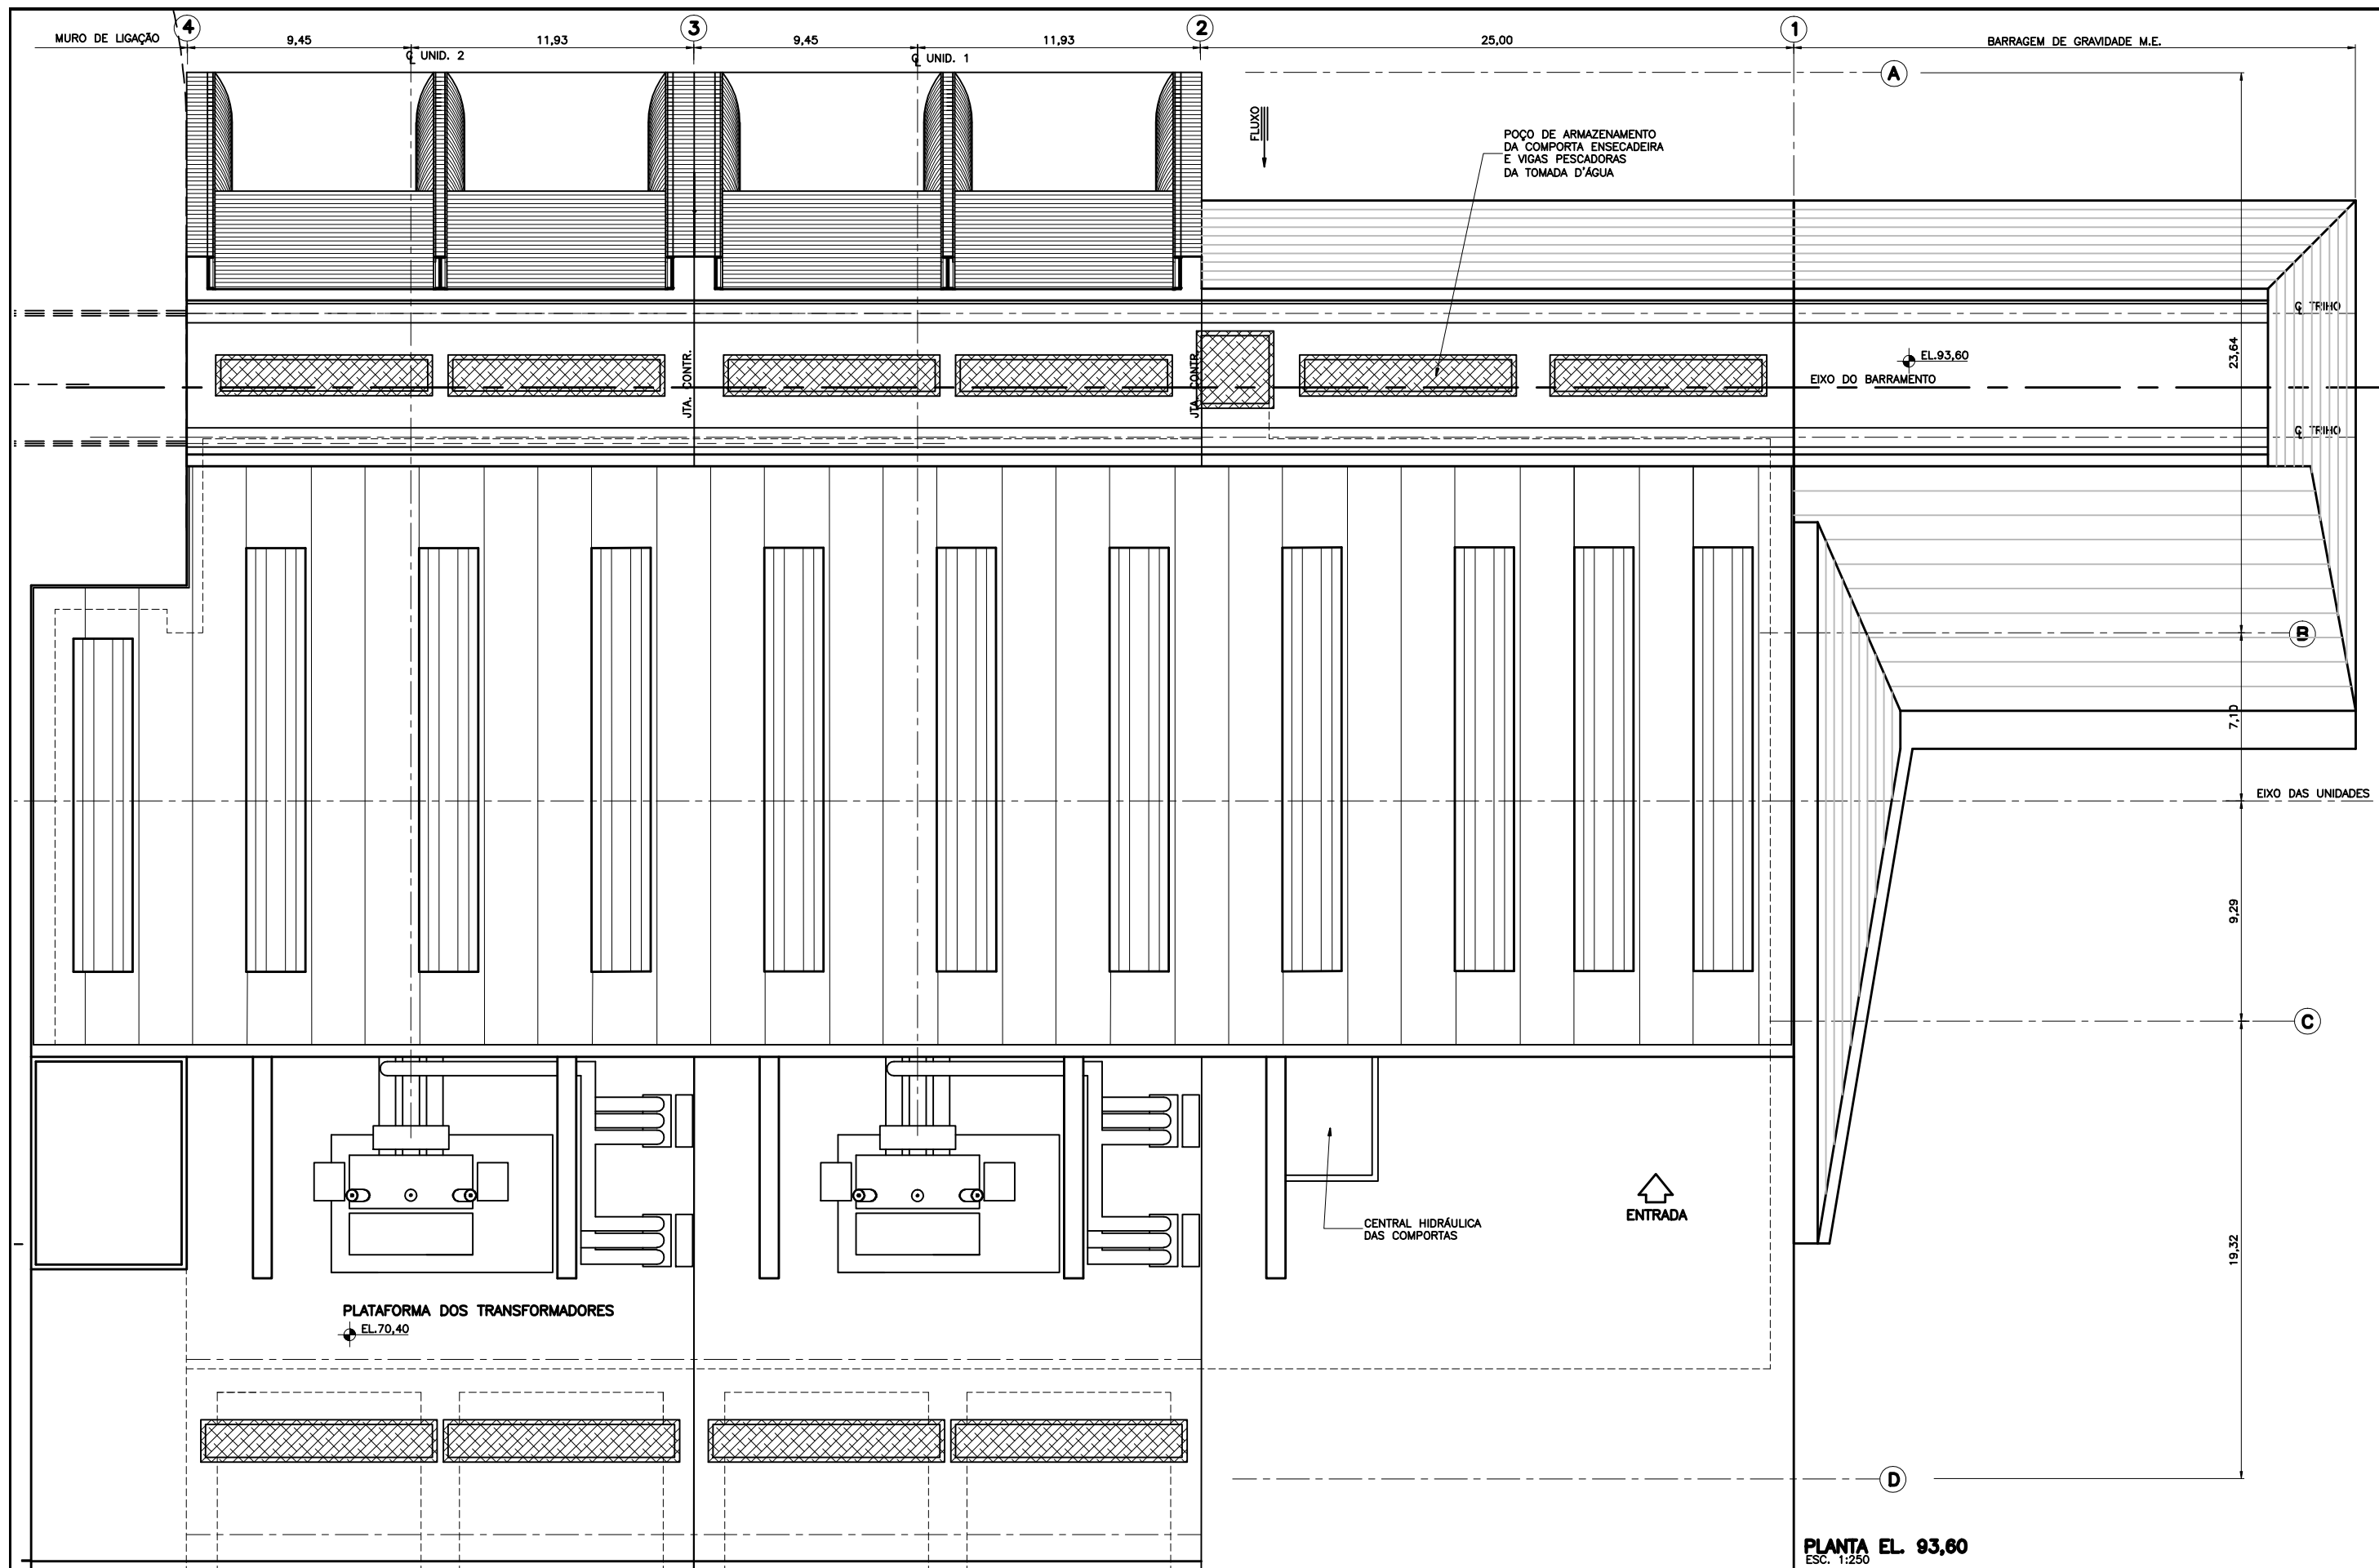 4
3
2
1
MURO DE LIGAÇÃO
9,45
11,93
9,45
11,93
25,00
BARRAGEM DE GRAVIDADE M.E.
℄ UNID. 2
℄ UNID. 1
A
FLUXO
POÇO DE ARMAZENAMENTO
DA COMPORTA ENSECADEIRA
E VIGAS PESCADORAS
DA TOMADA D'ÁGUA
℄ TRIHO
JTA. CONTR.
JTA. CONTR.
EL.93,60
23,64
EIXO DO BARRAMENTO
℄ TRIHO
B
7,10
EIXO DAS UNIDADES
9,29
C
ENTRADA
CENTRAL HIDRÁULICA
DAS COMPORTAS
19,32
PLATAFORMA DOS TRANSFORMADORES
EL.70,40
D
PLANTA EL. 93,60
ESC. 1:250